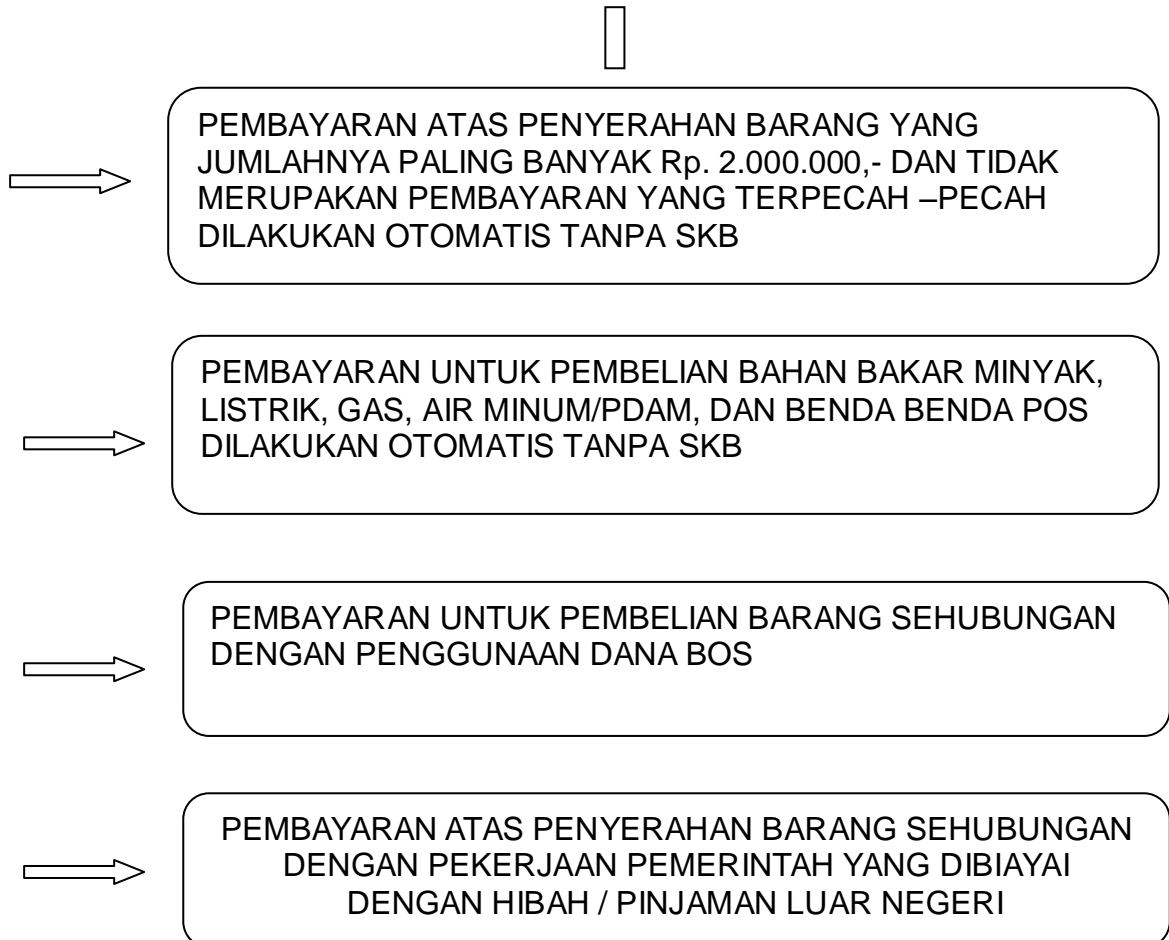 PEMBAYARAN ATAS PENYERAHAN BARANG YANG
JUMLAHNYA PALING BANYAK Rp. 2.000.000,- DAN TIDAK
MERUPAKAN PEMBAYARAN YANG TERPECAH –PECAH
DILAKUKAN OTOMATIS TANPA SKB
PEMBAYARAN UNTUK PEMBELIAN BAHAN BAKAR MINYAK,
LISTRIK, GAS, AIR MINUM/PDAM, DAN BENDA BENDA POS
DILAKUKAN OTOMATIS TANPA SKB
PEMBAYARAN UNTUK PEMBELIAN BARANG SEHUBUNGAN
DENGAN PENGGUNAAN DANA BOS
PEMBAYARAN ATAS PENYERAHAN BARANG SEHUBUNGAN
DENGAN PEKERJAAN PEMERINTAH YANG DIBIAYAI
DENGAN HIBAH / PINJAMAN LUAR NEGERI